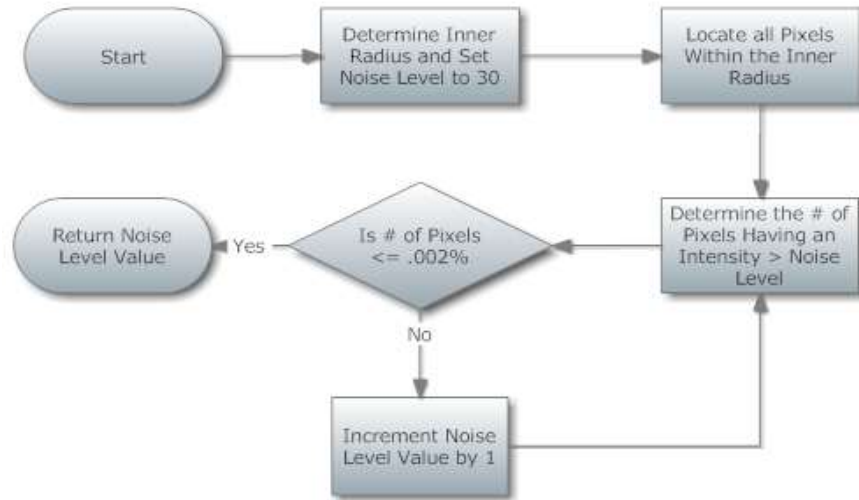 Start
Determine Inner
Radius and Set
Noise Level to 30
Locate all Pixels
Within the Inner
Radius
Determine the # of
Pixels Having an
Intensity > Noise
Level
Is # of Pixels
<= .002%
Yes
Return Noise
Level Value
No
Increment Noise
Level Value by 1